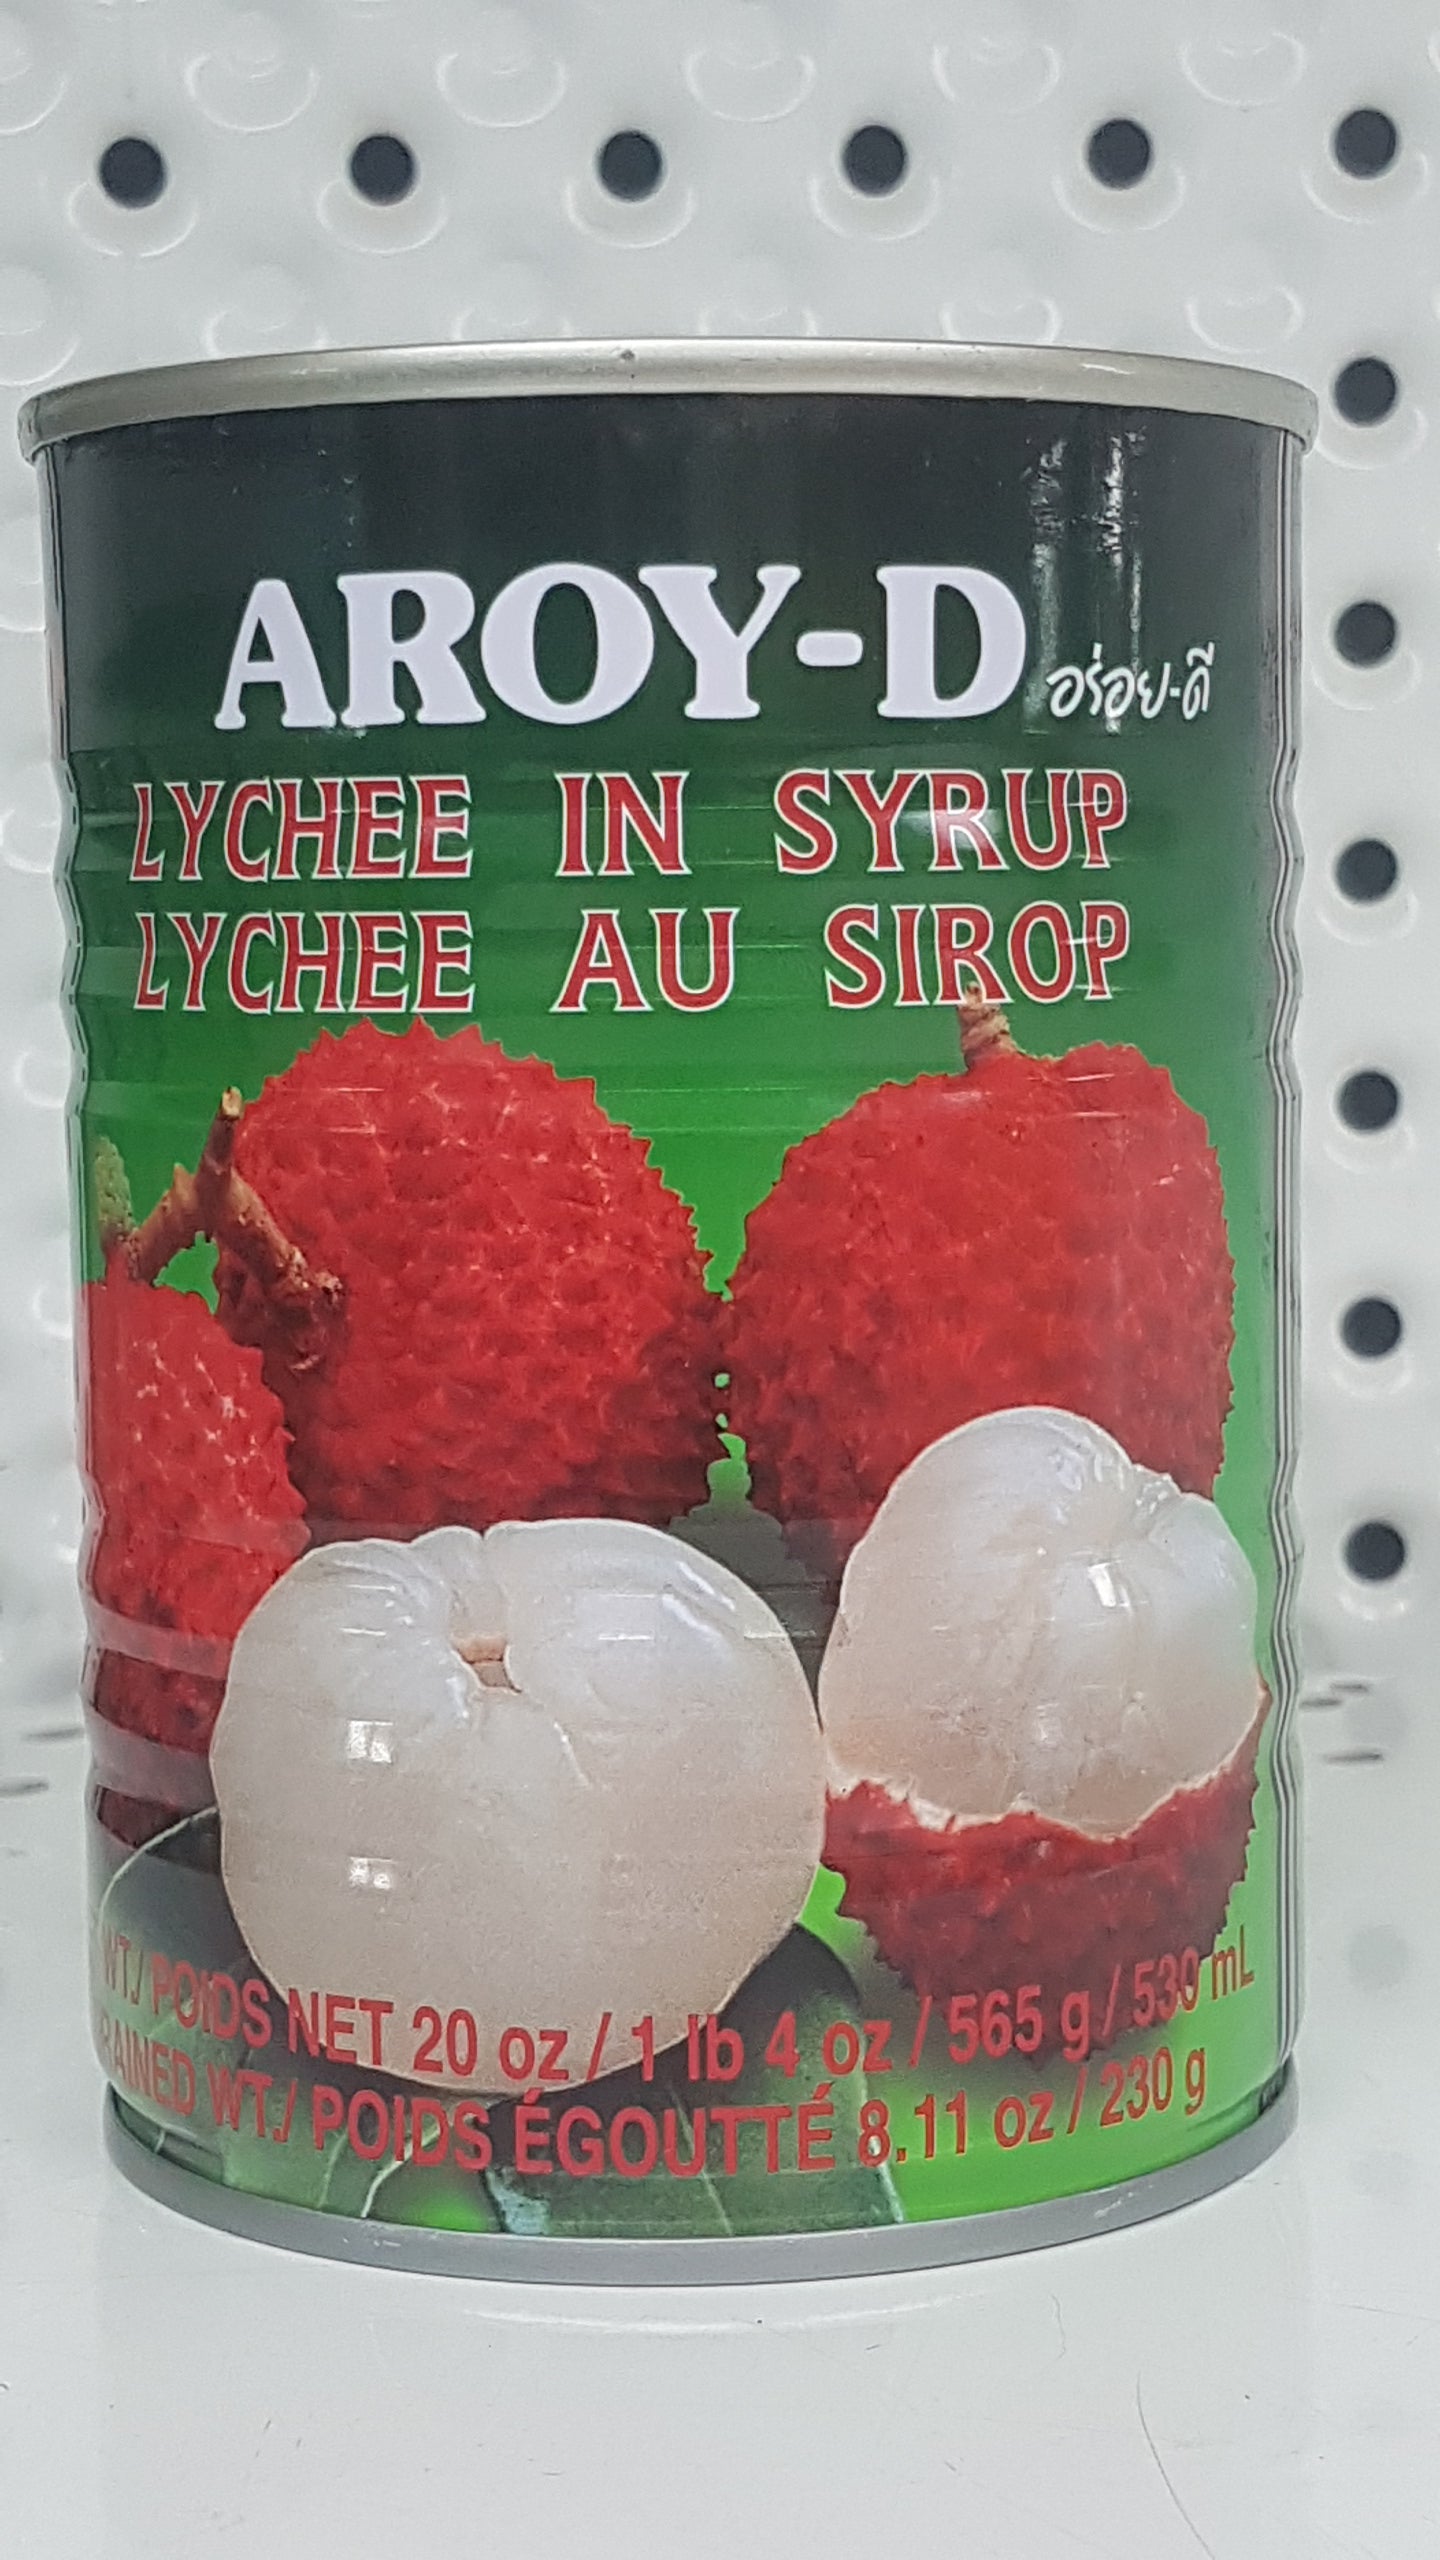 AROY-D อร่อย-ดี
LYCHEE IN SYRUP
LYCHEE AU SIROP
WT./ POIDS NET 20 oz / 1 lb 4 oz / 565 g / 530 mL
WT./ POIDS ÉGOUTTÉ 8.11 oz / 230 g